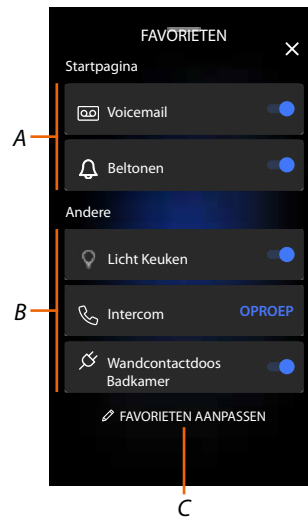 FAVORIETEN
Startpagina
Voicemail
A
Beltonen
Andere
Licht Keuken
B
Intercom
OPROEP
Wandcontactdoos
Badkamer
FAVORIETEN AANPASSEN
C